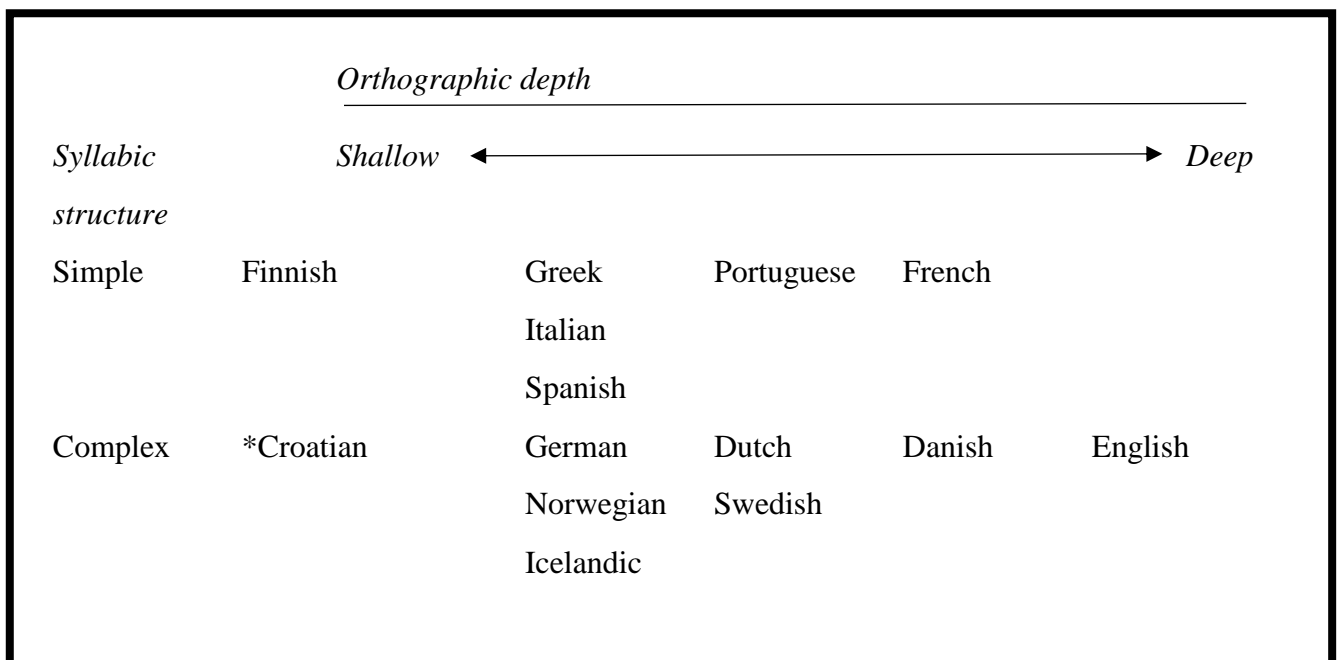 Orthographic depth
Syllabic Shallow Deep
structure
Simple Finnish Greek Portuguese French
Italian
Spanish
Complex *Croatian German Dutch Danish English
Norwegian Swedish
Icelandic